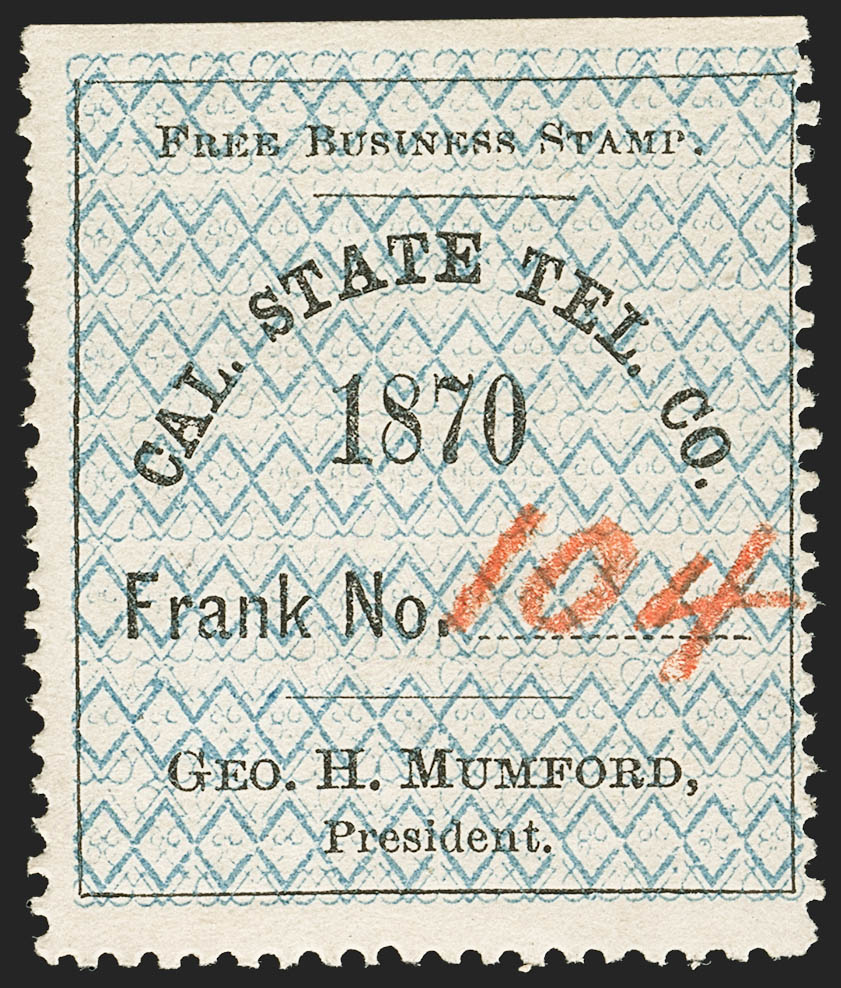 FREE BUSINESS STAMP.
CAL. STATE TEL. CO.
1870
Frank No. 104
GEO. H. MUMFORD,
President.